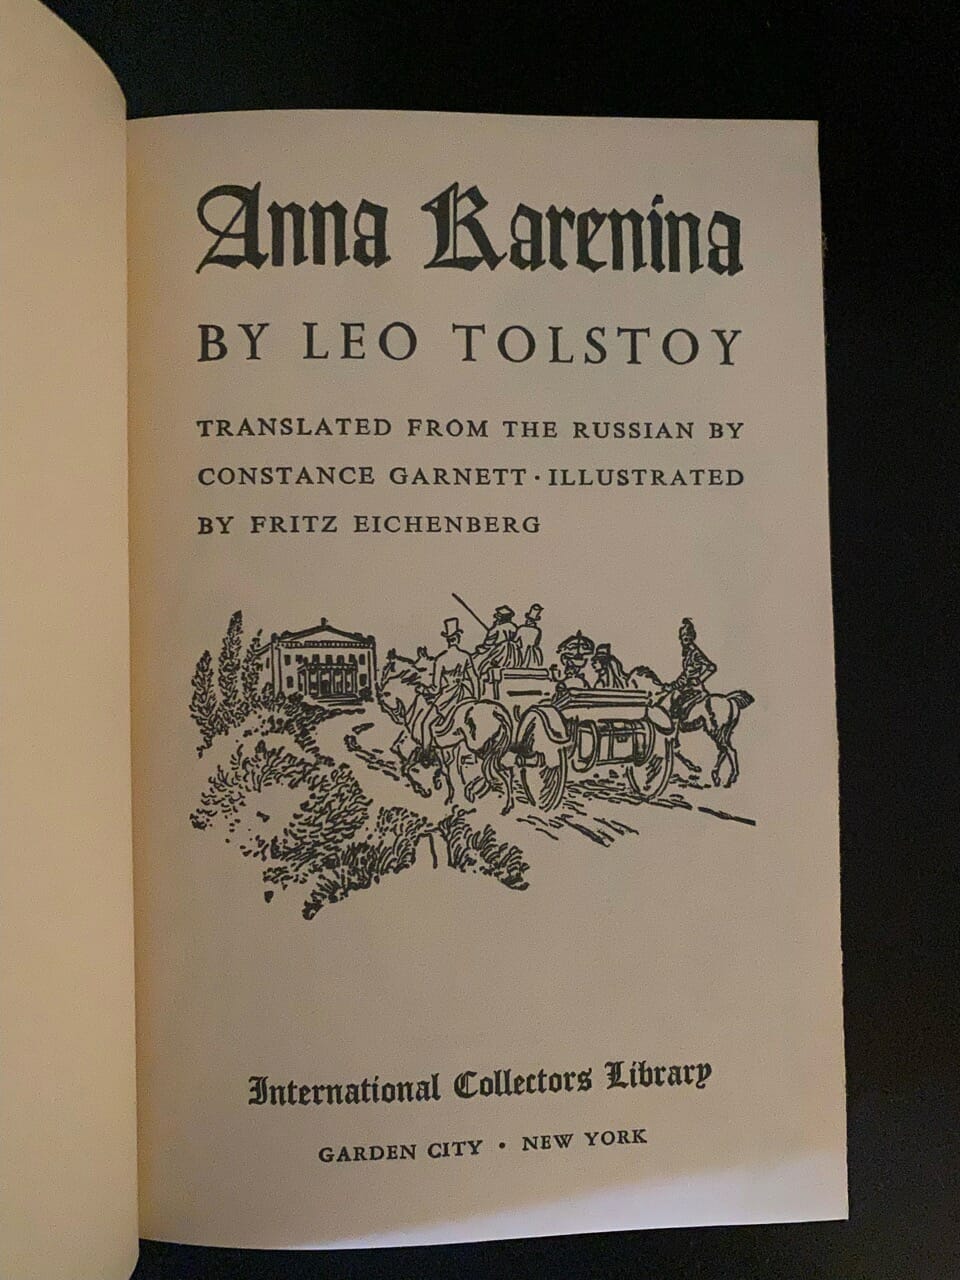 Anna Karenina
BY LEO TOLSTOY
TRANSLATED FROM THE RUSSIAN BY
CONSTANCE GARNETT · ILLUSTRATED
BY FRITZ EICHENBERG
International Collectors Library
GARDEN CITY • NEW YORK